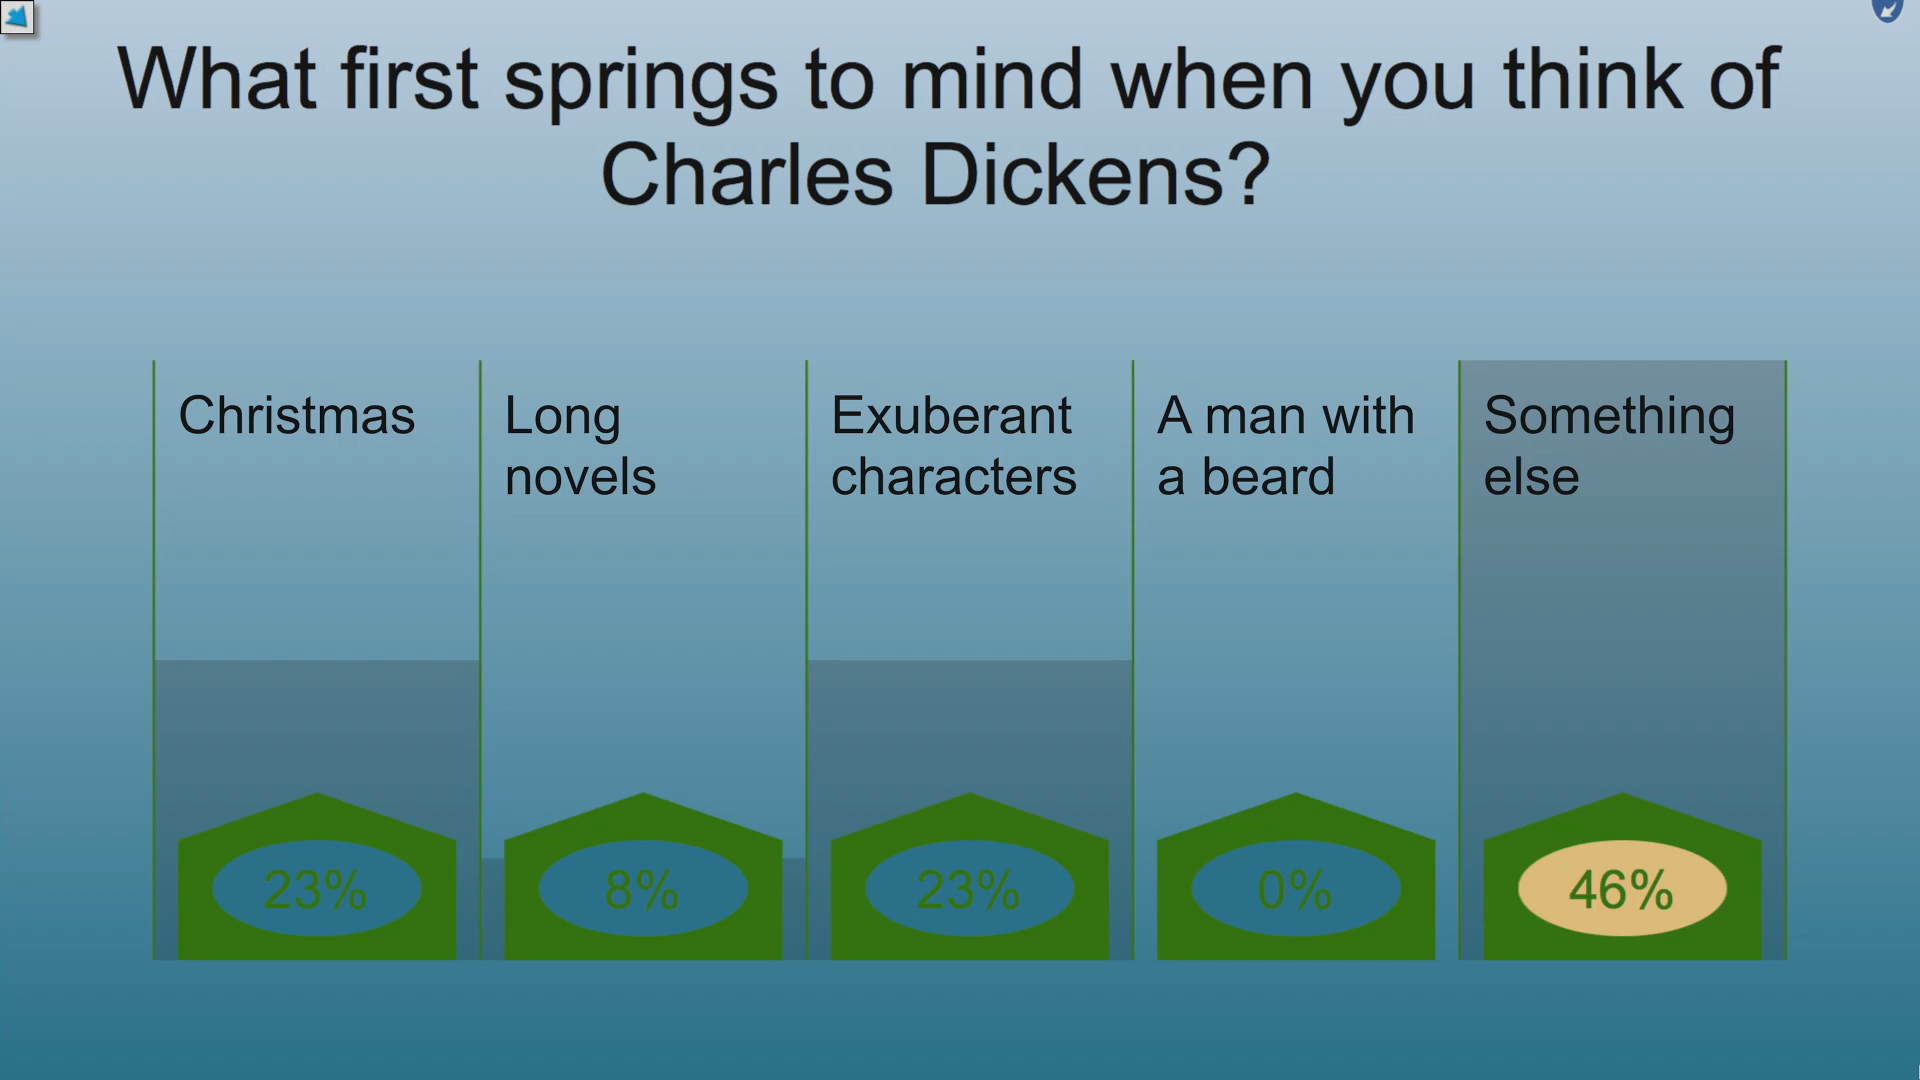 What first springs to mind when you think of
Charles Dickens?
Christmas
Long
novels
Exuberant
characters
A man with
a beard
Something
else
23%
8%
23%
0%
46%